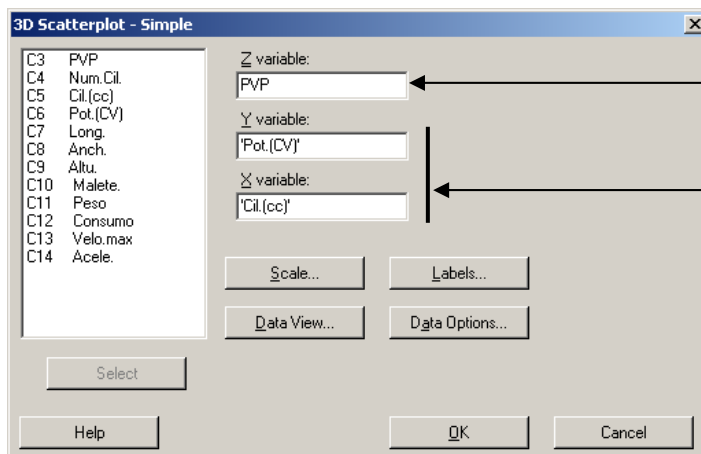 3D Scatterplot - Simple
C3 PVP
C4 Num.Cil.
C5 Cil.(cc)
C6 Pot.(CV)
C7 Long.
C8 Anch.
C9 Altu.
C10 Malete.
C11 Peso
C12 Consumo
C13 Velo.max
C14 Acele.
Z variable:
PVP
Y variable:
'Pot.(CV)'
X variable:
'Cil.(cc)'
Scale...
Labels...
Data View...
Data Options...
Select
Help
OK
Cancel